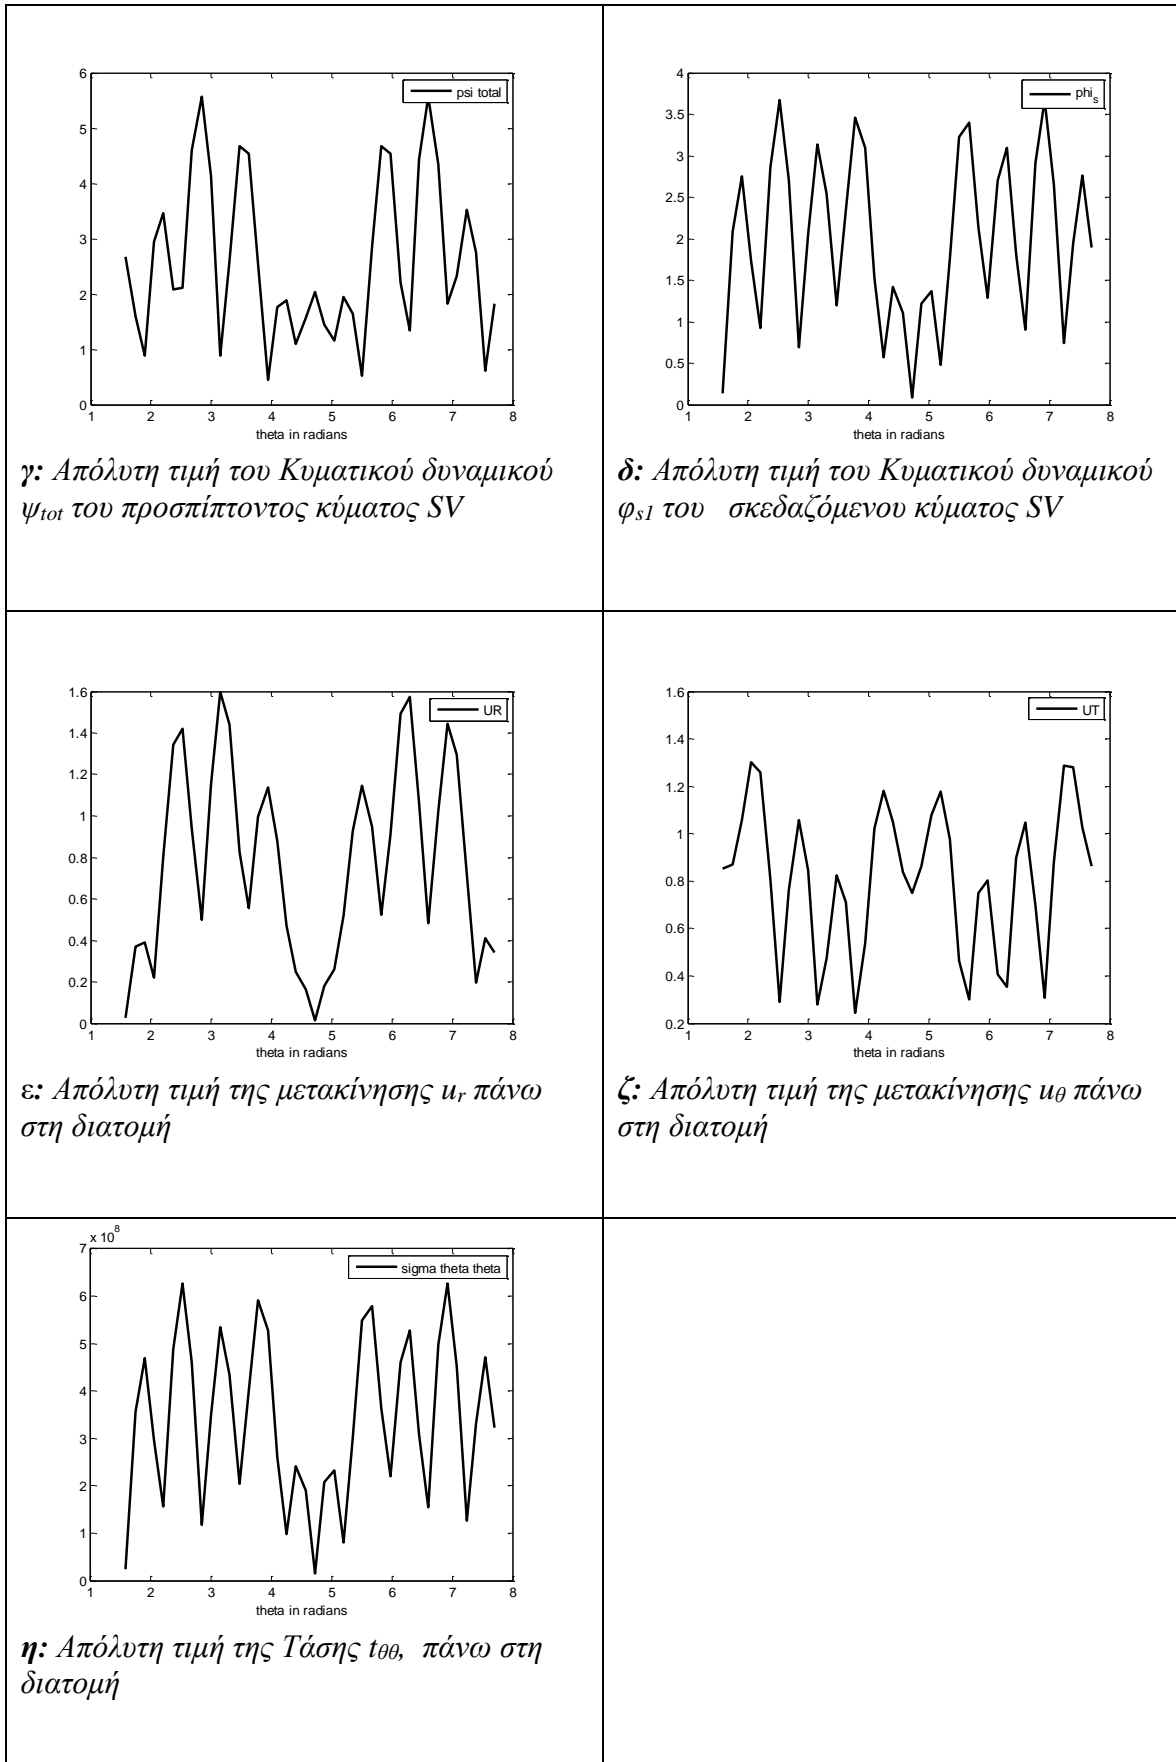 6
5
4
3
2
1
0
1 2 3 4 5 6 7 8
theta in radians
psi total
γ: Απόλυτη τιμή του Κυματικού δυναμικού
ψtot του προσπίπτοντος κύματος SV
4
3.5
3
2.5
2
1.5
1
0.5
0
1 2 3 4 5 6 7 8
theta in radians
phis
δ: Απόλυτη τιμή του Κυματικού δυναμικού
φs1 του σκεδαζόμενου κύματος SV
1.6
1.4
1.2
1
0.8
0.6
0.4
0.2
0
1 2 3 4 5 6 7 8
theta in radians
UR
ε: Απόλυτη τιμή της μετακίνησης ur πάνω
στη διατομή
1.6
1.4
1.2
1
0.8
0.6
0.4
0.2
1 2 3 4 5 6 7 8
theta in radians
UT
ζ: Απόλυτη τιμή της μετακίνησης uθ πάνω
στη διατομή
x 10^8
7
6
5
4
3
2
1
0
1 2 3 4 5 6 7 8
theta in radians
sigma theta theta
η: Απόλυτη τιμή της Τάσης tθθ, πάνω στη
διατομή